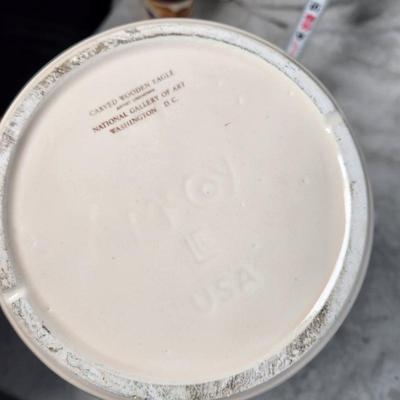 CARVED WOODEN EAGLE
NATIONAL GALLERY OF ART
WASHINGTON D.C.
McCoy
USA